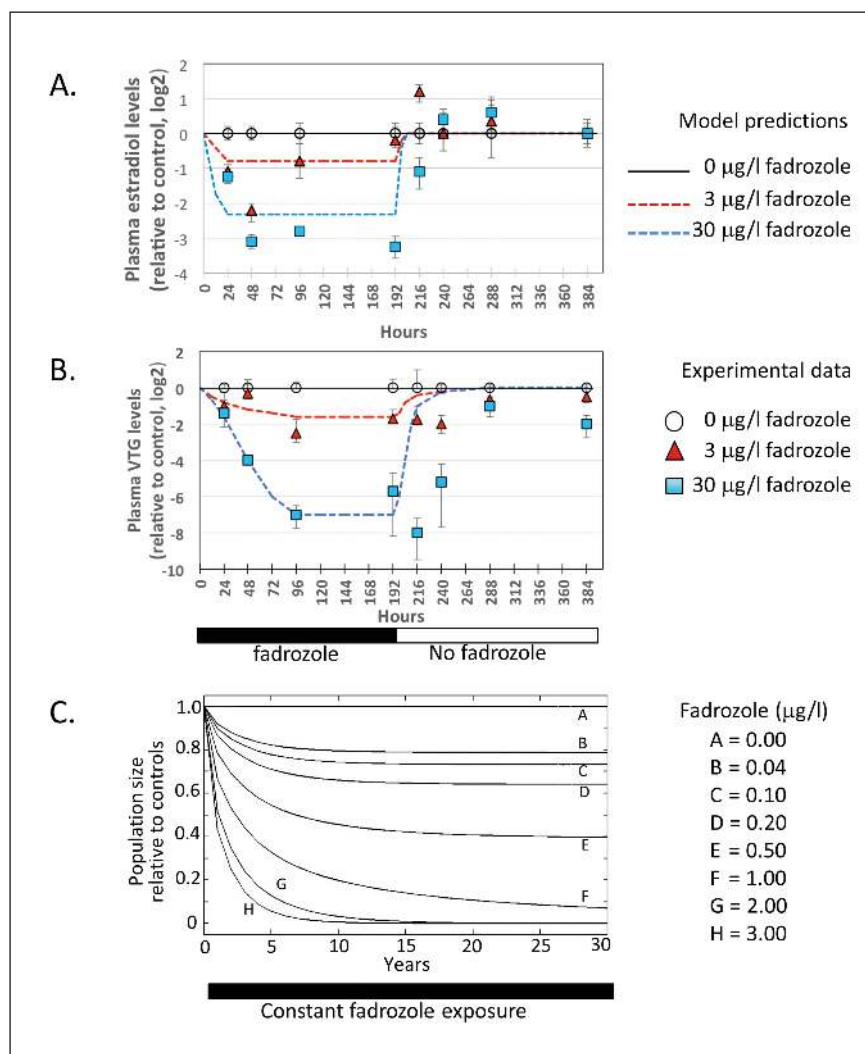 A.
Plasma estradiol levels
(relative to control, log2)
2
1
0
-1
-2
-3
-4
0
24
48
72
96
120
144
168
192
216
240
264
288
312
336
360
384
Hours
Model predictions
0 μg/l fadrozole
3 μg/l fadrozole
30 μg/l fadrozole
B.
Plasma VTG levels
(relative to control, log2)
2
0
-2
-4
-6
-8
-10
0
24
48
72
96
120
144
168
192
216
240
264
288
312
336
360
384
Hours
Experimental data
0 μg/l fadrozole
3 μg/l fadrozole
30 μg/l fadrozole
fadrozole
No fadrozole
C.
Population size
relative to controls
1.0
0.8
0.6
0.4
0.2
0
A
B
C
D
E
F
G
H
0
5
10
15
20
25
30
Years
Constant fadrozole exposure
Fadrozole (μg/l)
A = 0.00
B = 0.04
C = 0.10
D = 0.20
E = 0.50
F = 1.00
G = 2.00
H = 3.00